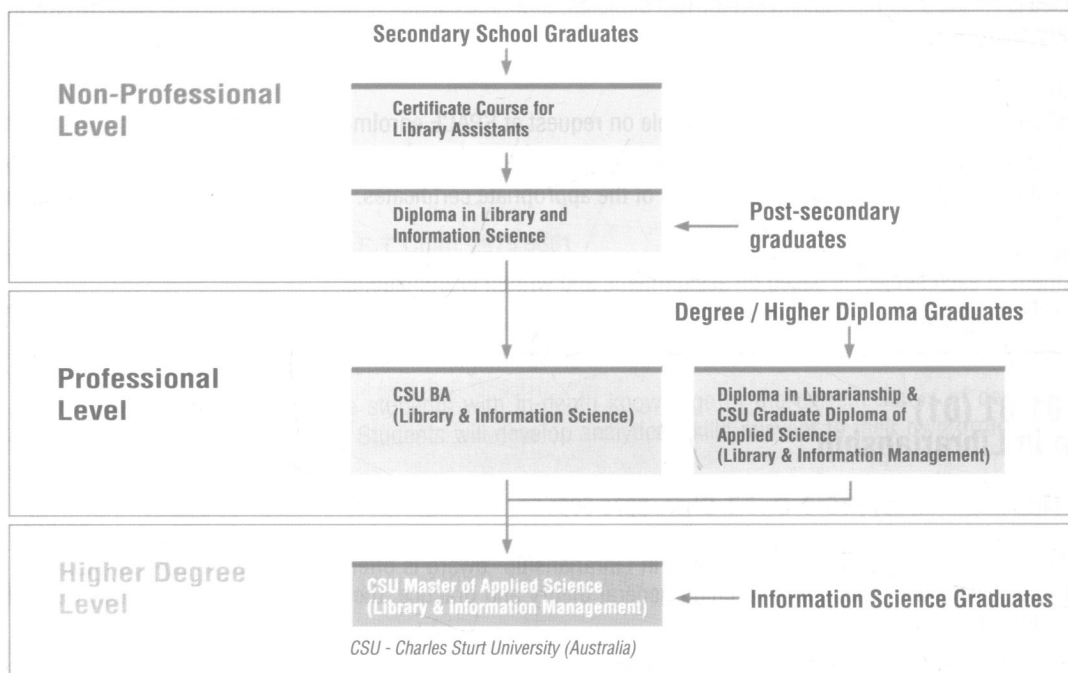 Secondary School Graduates
Non-Professional
Level
Certificate Course for
Library Assistants
Diploma in Library and
Information Science
Post-secondary
graduates
Degree / Higher Diploma Graduates
Professional
Level
CSU BA
(Library & Information Science)
Diploma in Librarianship &
CSU Graduate Diploma of
Applied Science
(Library & Information Management)
Higher Degree
Level
CSU Master of Applied Science
(Library & Information Management)
Information Science Graduates
CSU - Charles Sturt University (Australia)